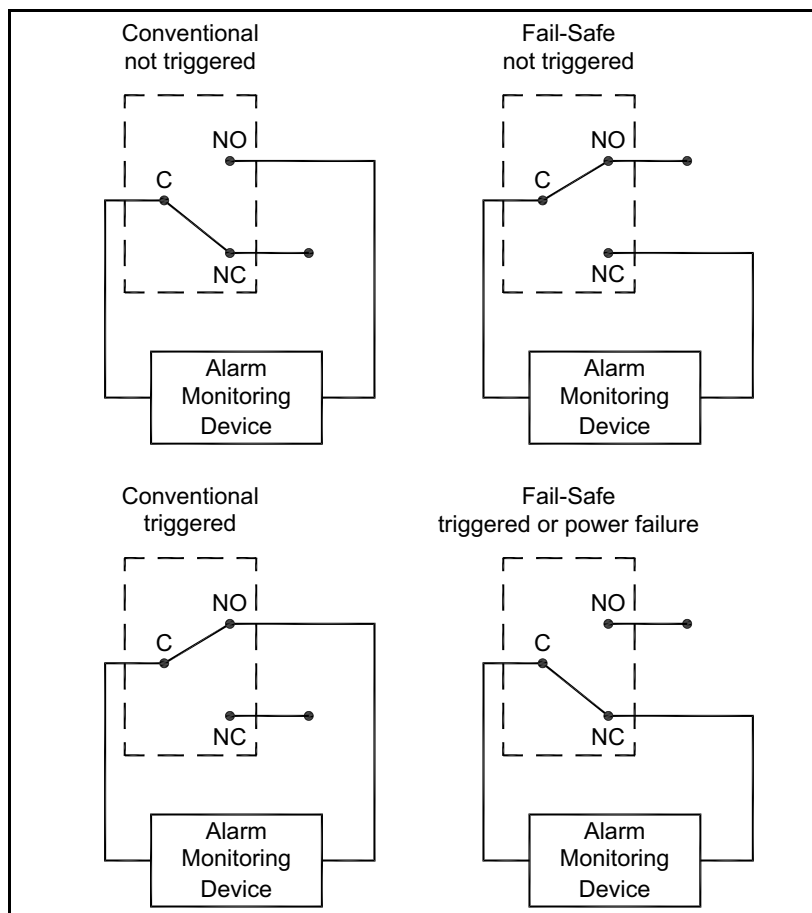 Conventional
not triggered
NO
C
NC
Alarm
Monitoring
Device
Fail-Safe
not triggered
NO
C
NC
Alarm
Monitoring
Device
Conventional
triggered
NO
C
NC
Alarm
Monitoring
Device
Fail-Safe
triggered or power failure
NO
C
NC
Alarm
Monitoring
Device